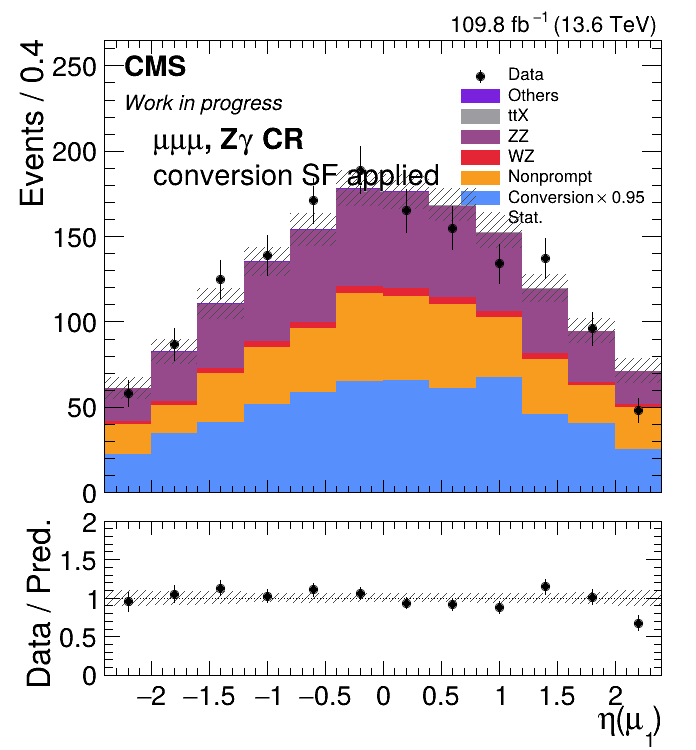 109.8 fb⁻¹ (13.6 TeV)
Events / 0.4
250
200
150
100
50
0
CMS
Work in progress
μμμ, Zγ CR
conversion SF applied
Data
Others
ttX
ZZ
WZ
Nonprompt
Conversion × 0.95
Stat.
Data / Pred.
2
1.5
1
0.5
0
−2 −1.5 −1 −0.5 0 0.5 1 1.5 2
η(μ₁)